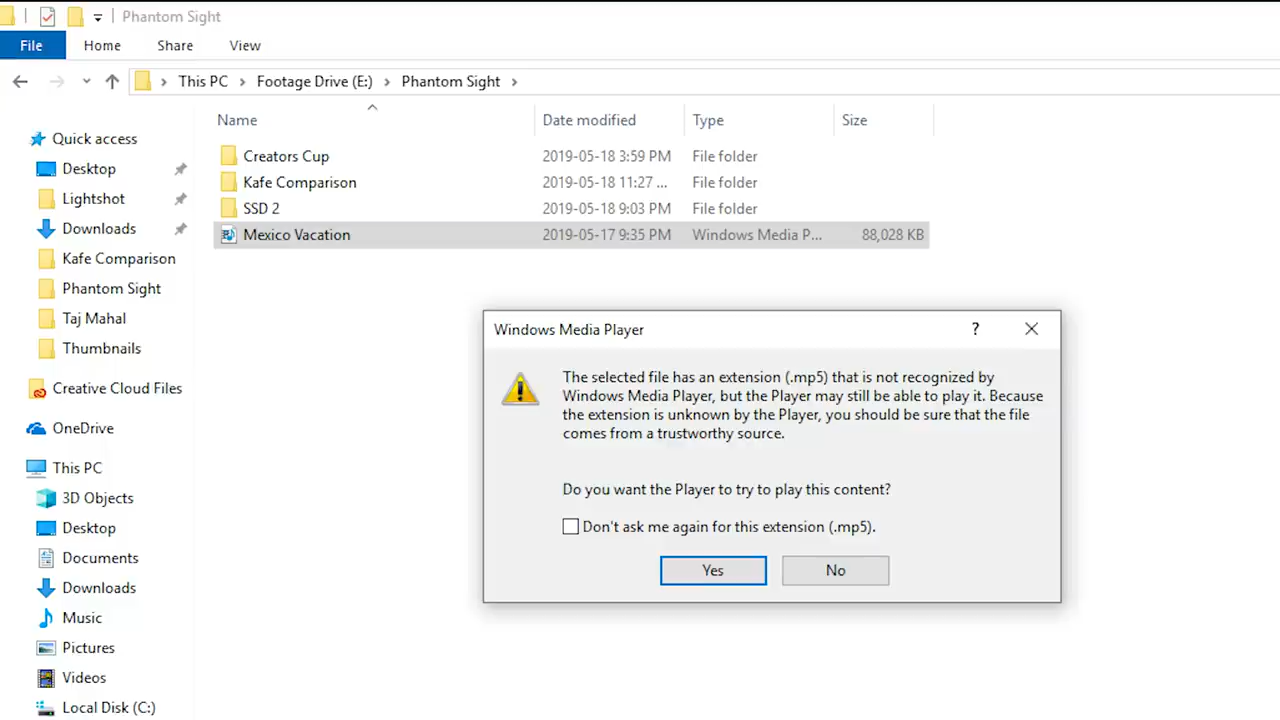 Phantom Sight
File Home Share View
This PC Footage Drive (E:) Phantom Sight
Name Date modified Type Size
Creators Cup 2019-05-18 3:59 PM File folder
Kafe Comparison 2019-05-18 11:27 ... File folder
SSD 2 2019-05-18 9:03 PM File folder
Mexico Vacation 2019-05-17 9:35 PM Windows Media P... 88,028 KB
Quick access
Desktop
Lightshot
Downloads
Kafe Comparison
Phantom Sight
Taj Mahal
Thumbnails
Creative Cloud Files
OneDrive
This PC
3D Objects
Desktop
Documents
Downloads
Music
Pictures
Videos
Local Disk (C:)
Windows Media Player ?
The selected file has an extension (.mp5) that is not recognized by
Windows Media Player, but the Player may still be able to play it. Because
the extension is unknown by the Player, you should be sure that the file
comes from a trustworthy source.
Do you want the Player to try to play this content?
Don't ask me again for this extension (.mp5).
Yes No